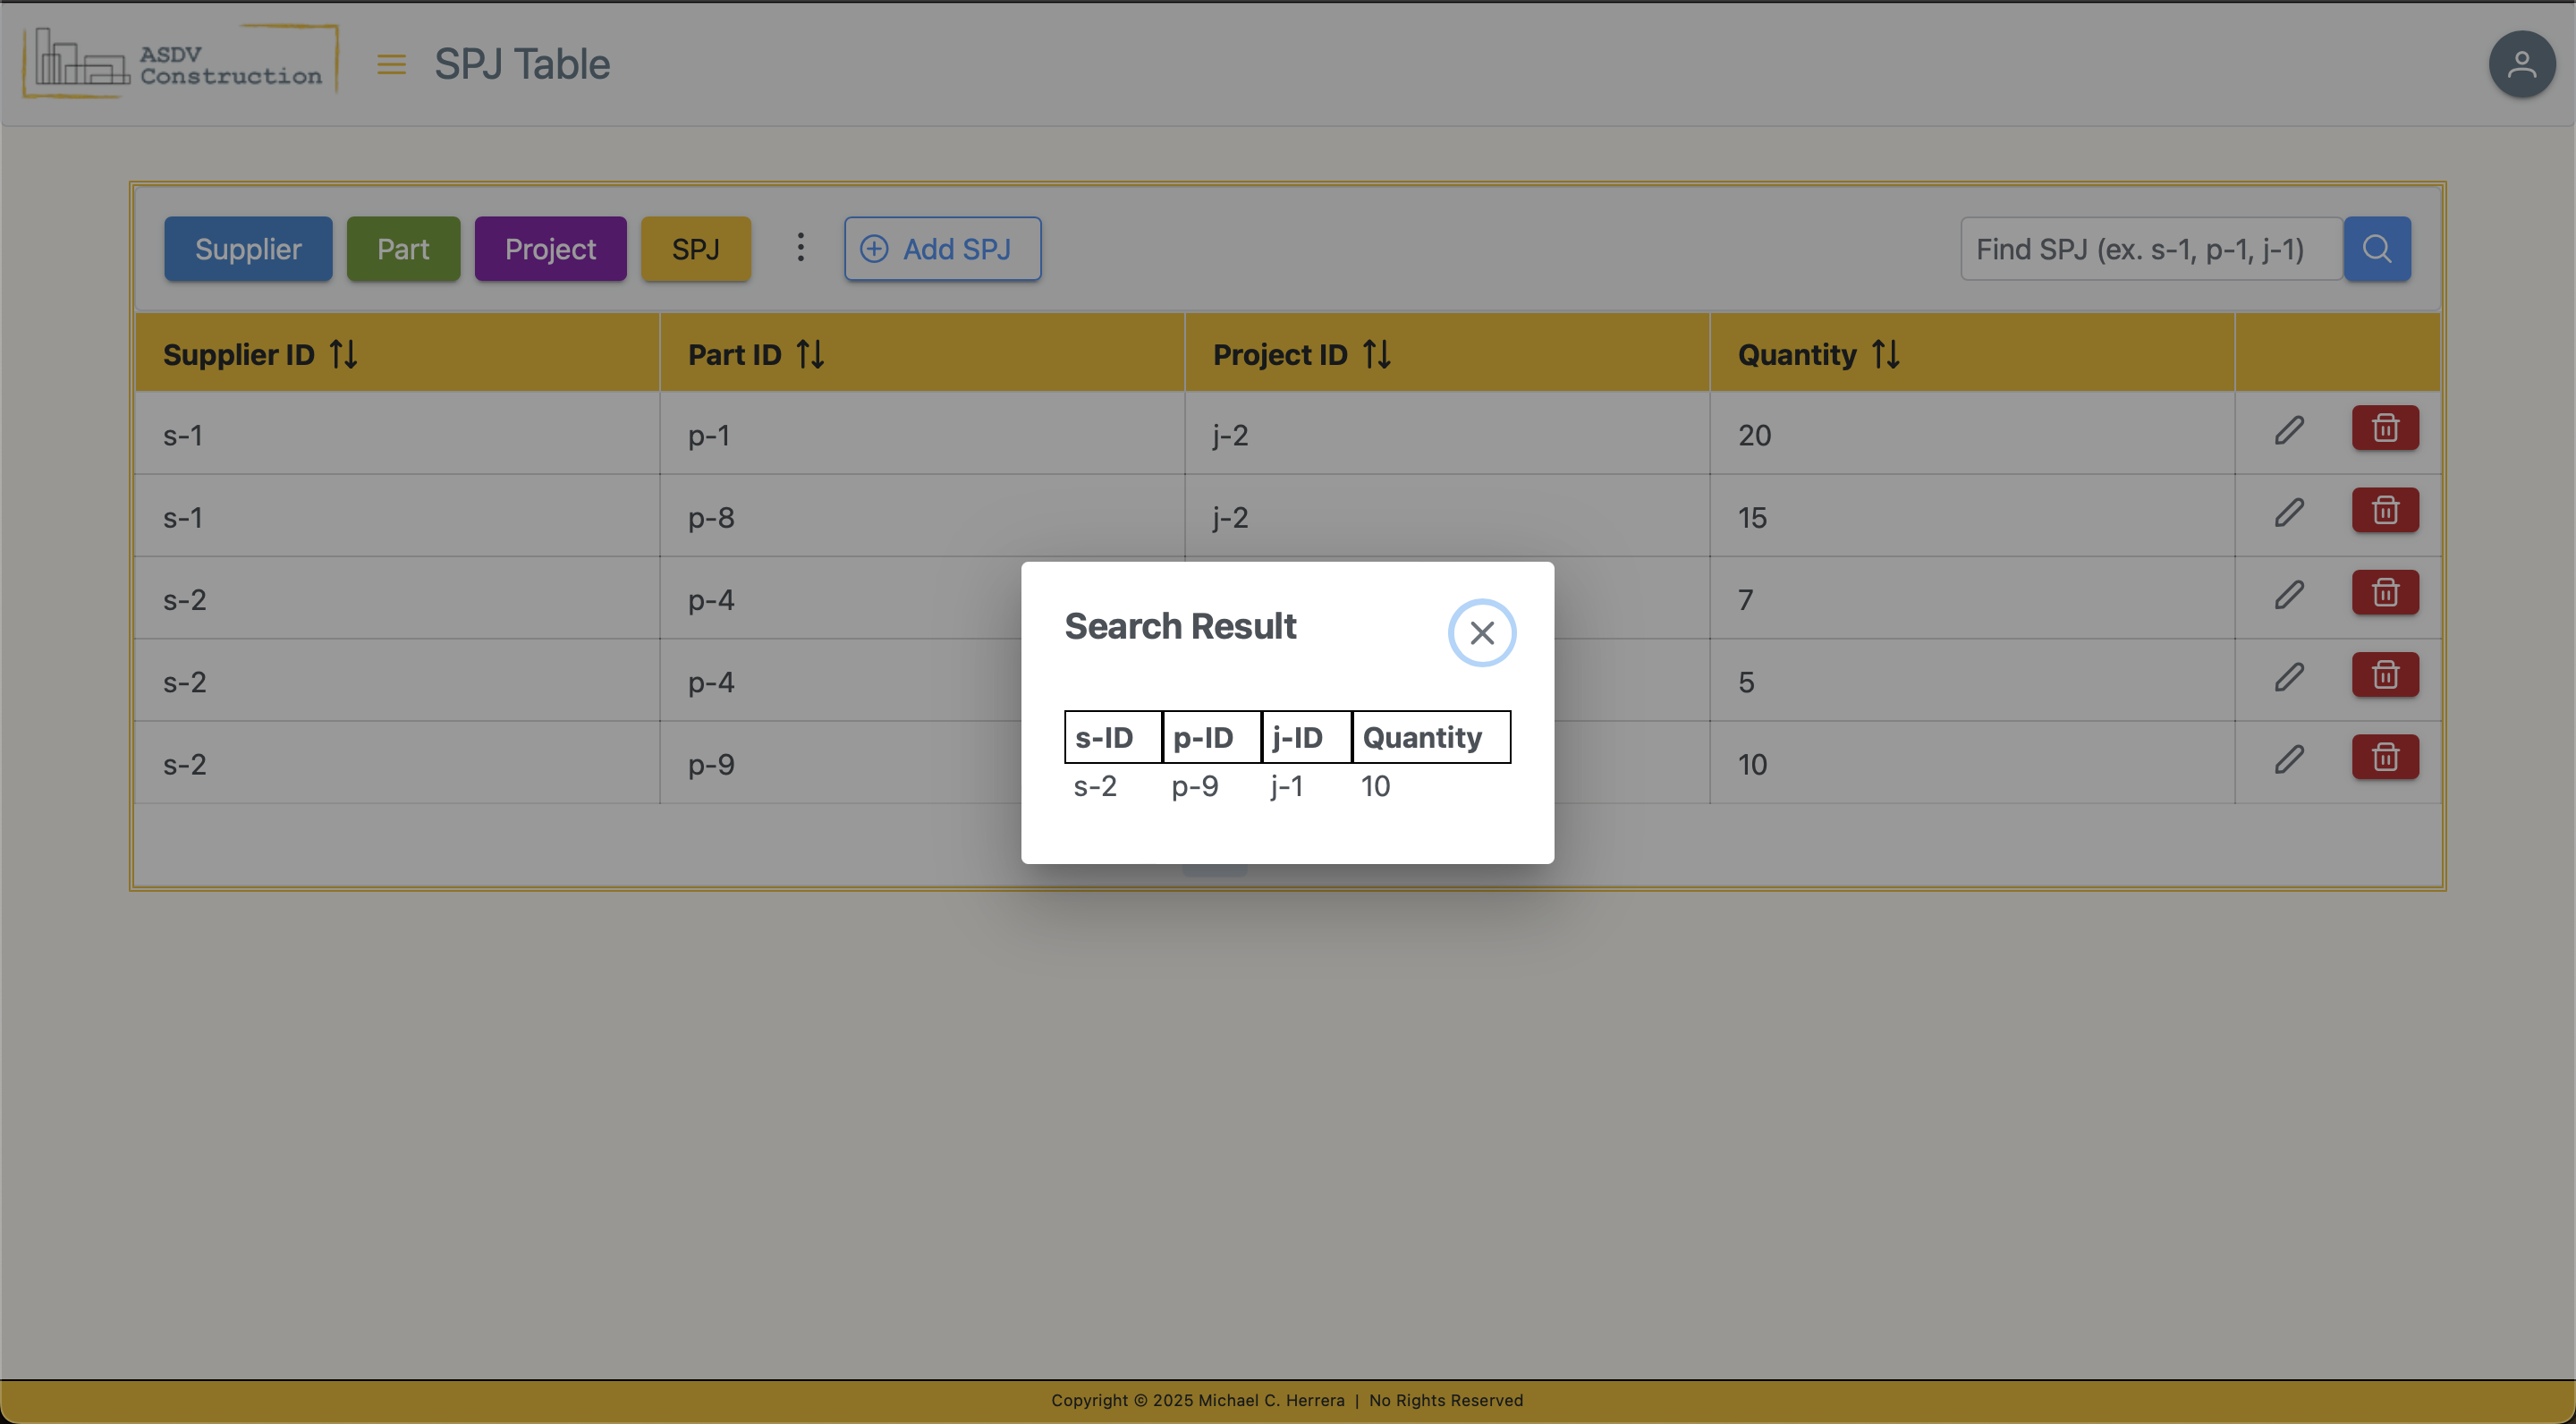 ASDV
Construction
SPJ Table
Supplier Part Project SPJ Add SPJ Find SPJ (ex. s-1, p-1, j-1)
Supplier ID Part ID Project ID Quantity
s-1 p-1 j-2 20
s-1 p-8 j-2 15
s-2 p-4 7
s-2 p-4 5
s-2 p-9 10
Search Result
s-ID p-ID j-ID Quantity
s-2 p-9 j-1 10
Copyright © 2025 Michael C. Herrera | No Rights Reserved